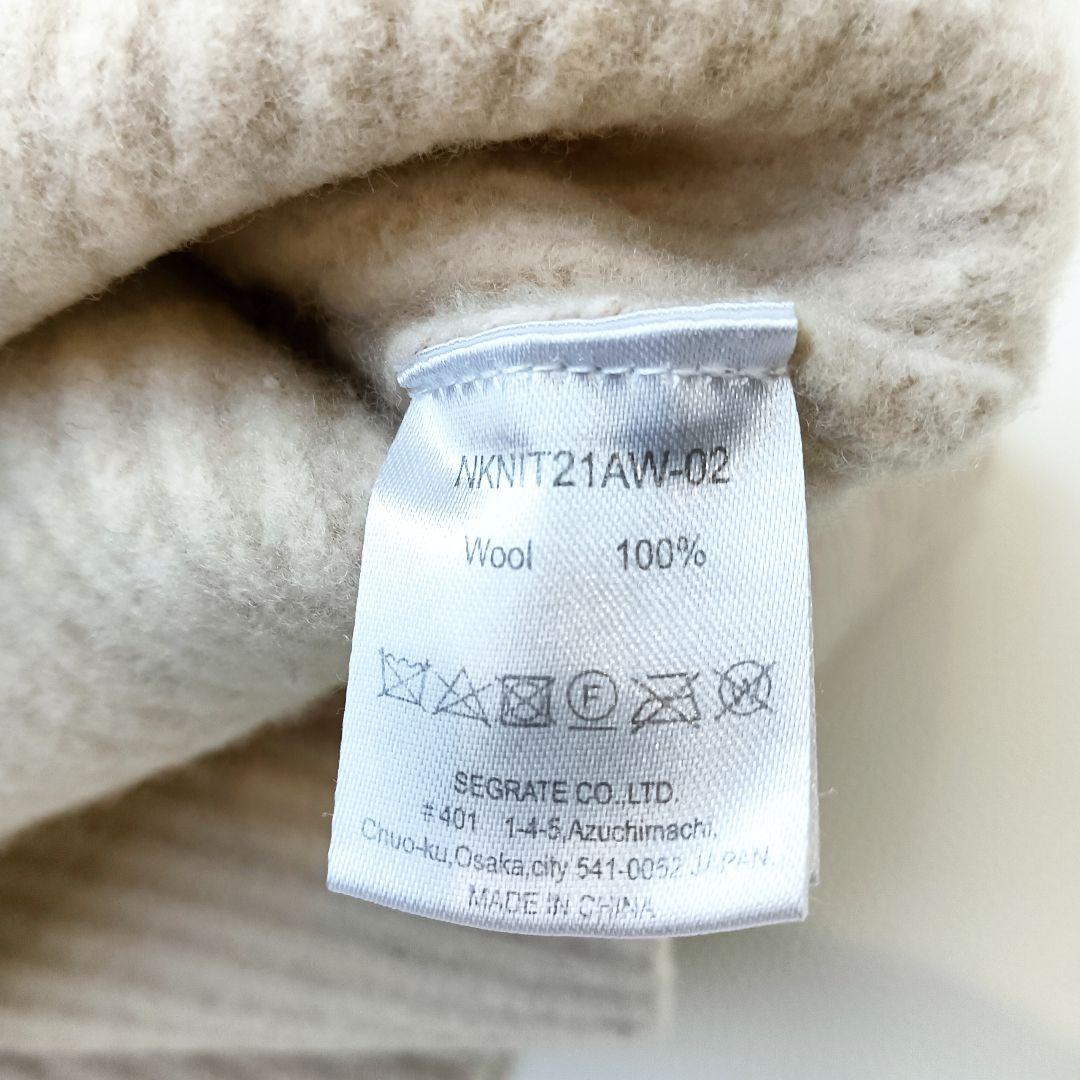 NKNIT21AW-02
Wool 100%
F W
SEGRATE CO.,LTD.
#401 1-4-5,Azuchimachi,
Chuo-ku,Osaka,city 541-0052 JAPAN.
MADE IN CHINA